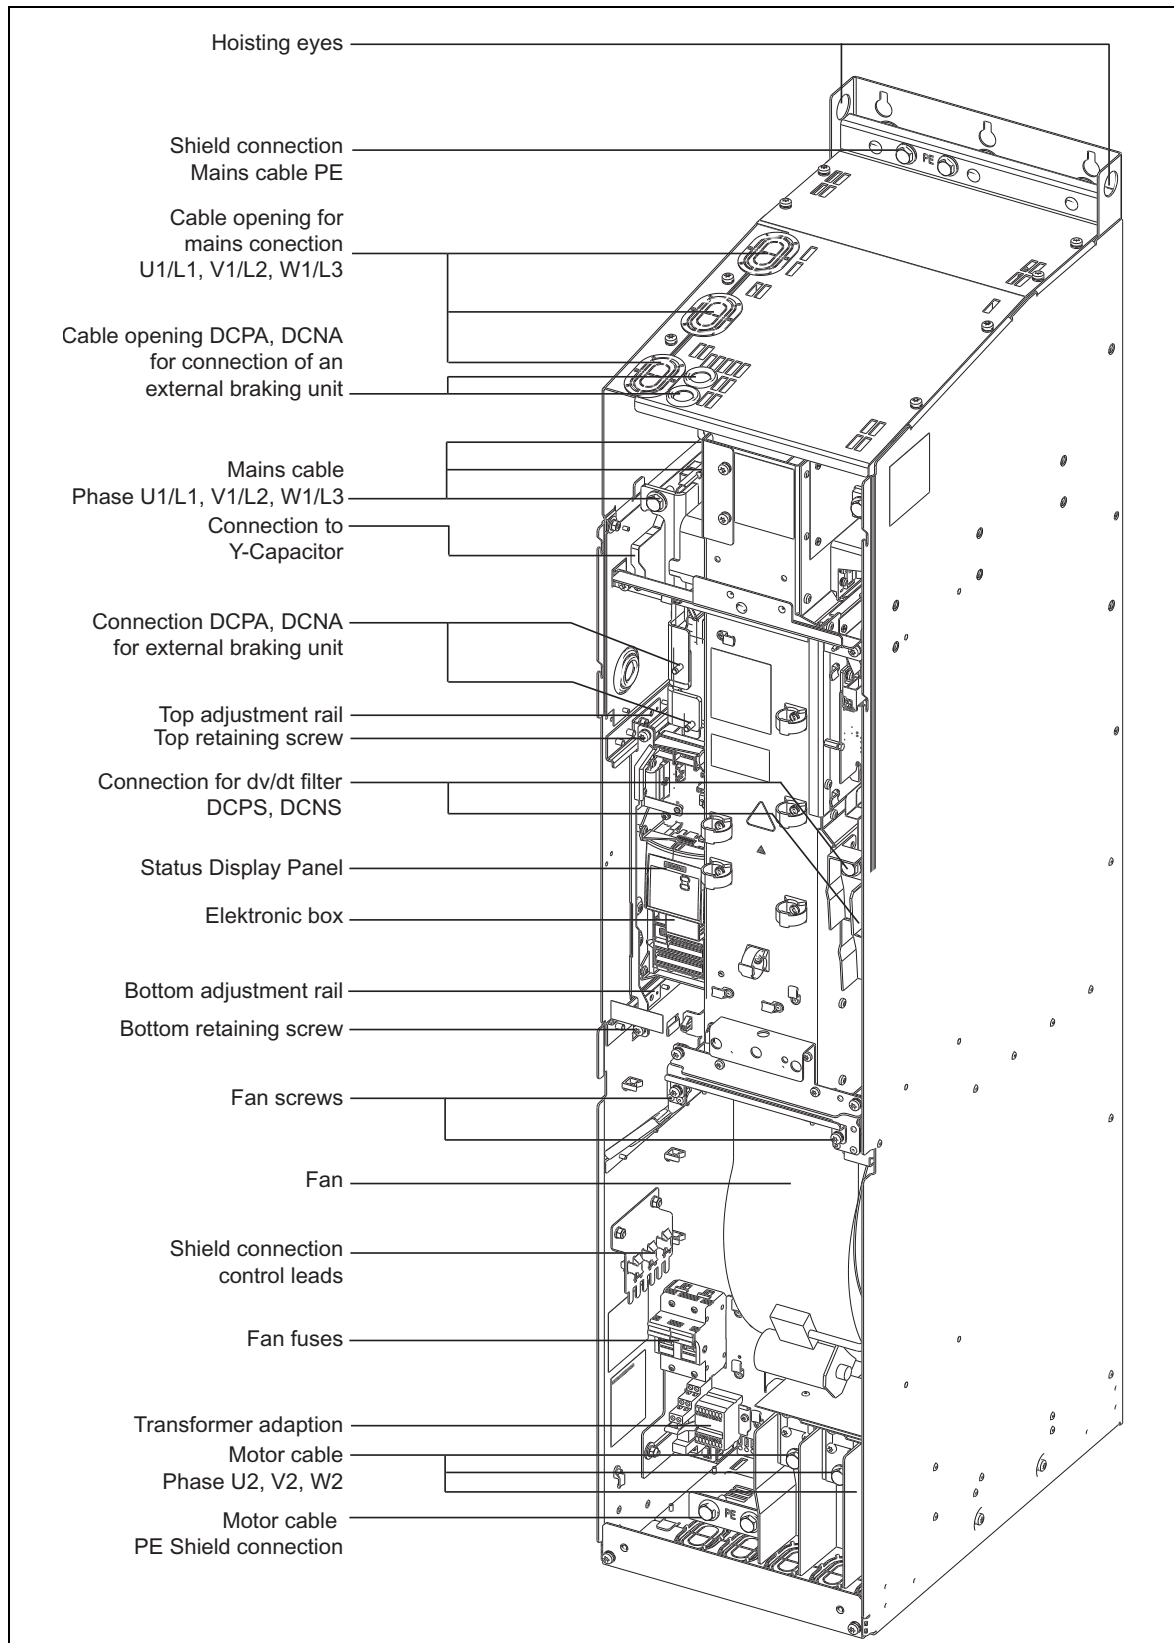 Hoisting eyes
Shield connection
Mains cable PE
PE
Cable opening for
mains conection
U1/L1, V1/L2, W1/L3
Cable opening DCPA, DCNA
for connection of an
external braking unit
Mains cable
Phase U1/L1, V1/L2, W1/L3
Connection to
Y-Capacitor
Connection DCPA, DCNA
for external braking unit
Top adjustment rail
Top retaining screw
Connection for dv/dt filter
DCPS, DCNS
Status Display Panel
Elektronic box
Bottom adjustment rail
Bottom retaining screw
Fan screws
Fan
Shield connection
control leads
Fan fuses
Transformer adaption
Motor cable
Phase U2, V2, W2
Motor cable
PE Shield connection
PE